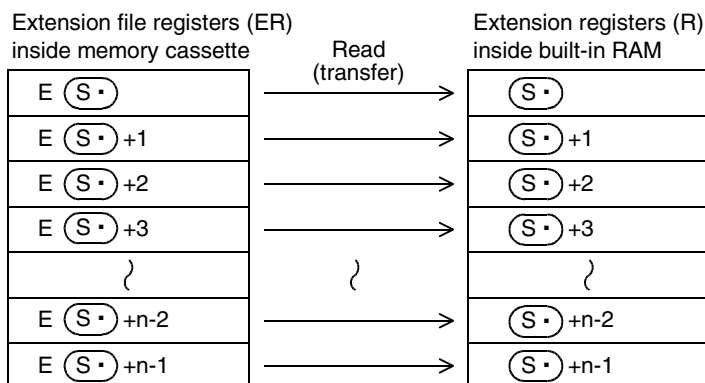 Extension file registers (ER)
inside memory cassette
Read
(transfer)
Extension registers (R)
inside built-in RAM
E S· S·
E S· +1 S· +1
E S· +2 S· +2
E S· +3 S· +3
E S· +n-2 S· +n-2
E S· +n-1 S· +n-1